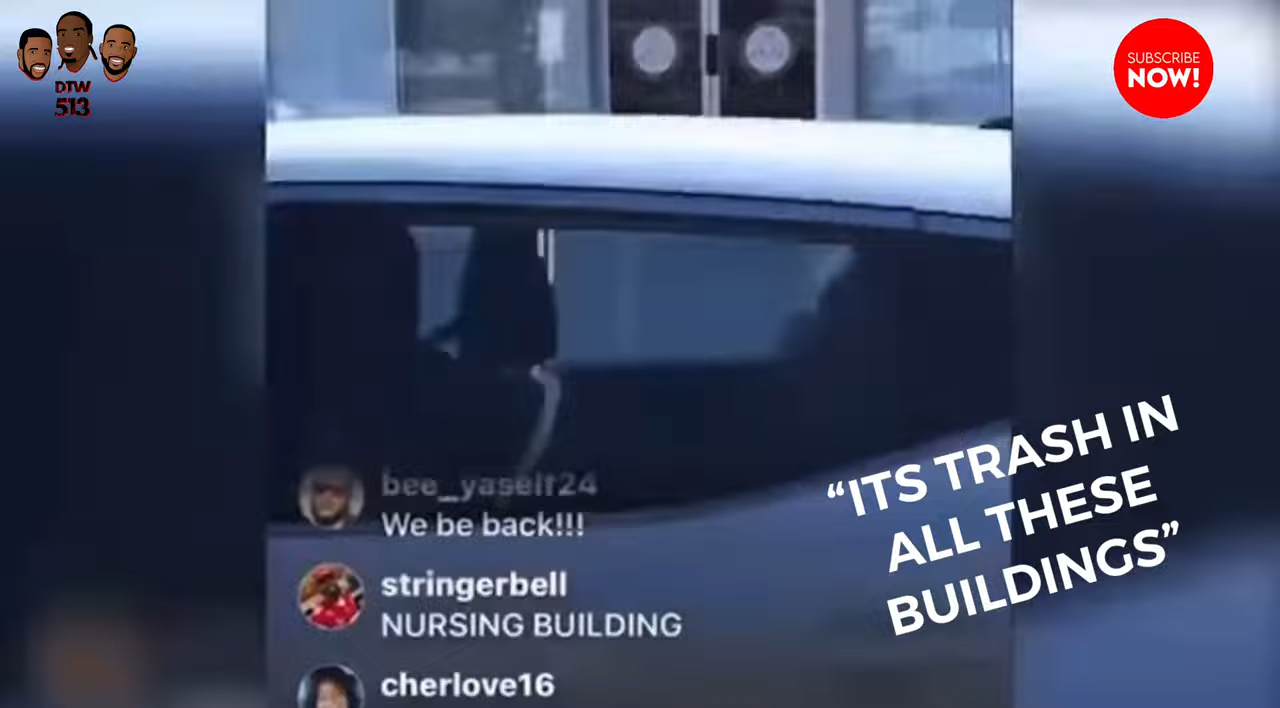 DTW
513
SUBSCRIBE
NOW!
bee_yaself24
We be back!!!
stringerbell
NURSING BUILDING
cherlove16
“ITS TRASH IN
ALL THESE
BUILDINGS”